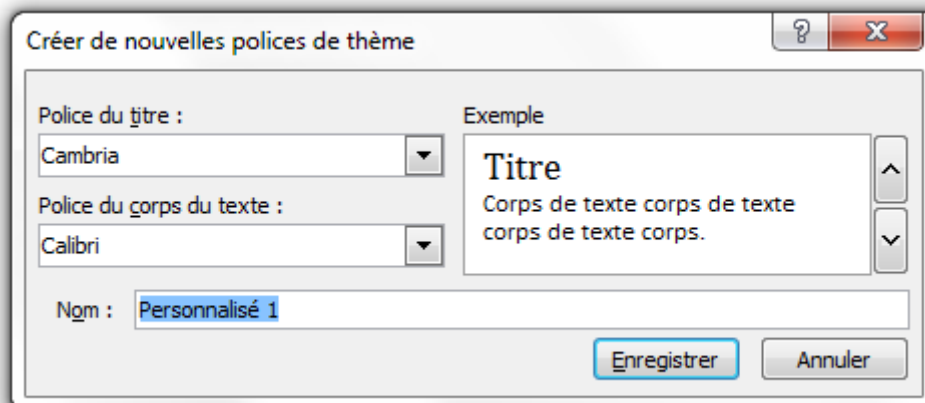 Créer de nouvelles polices de thème
Police du titre :
Cambria
Police du corps du texte :
Calibri
Exemple
Titre
Corps de texte corps de texte
corps de texte corps.
Nom : Personnalisé 1
Enregistrer Annuler